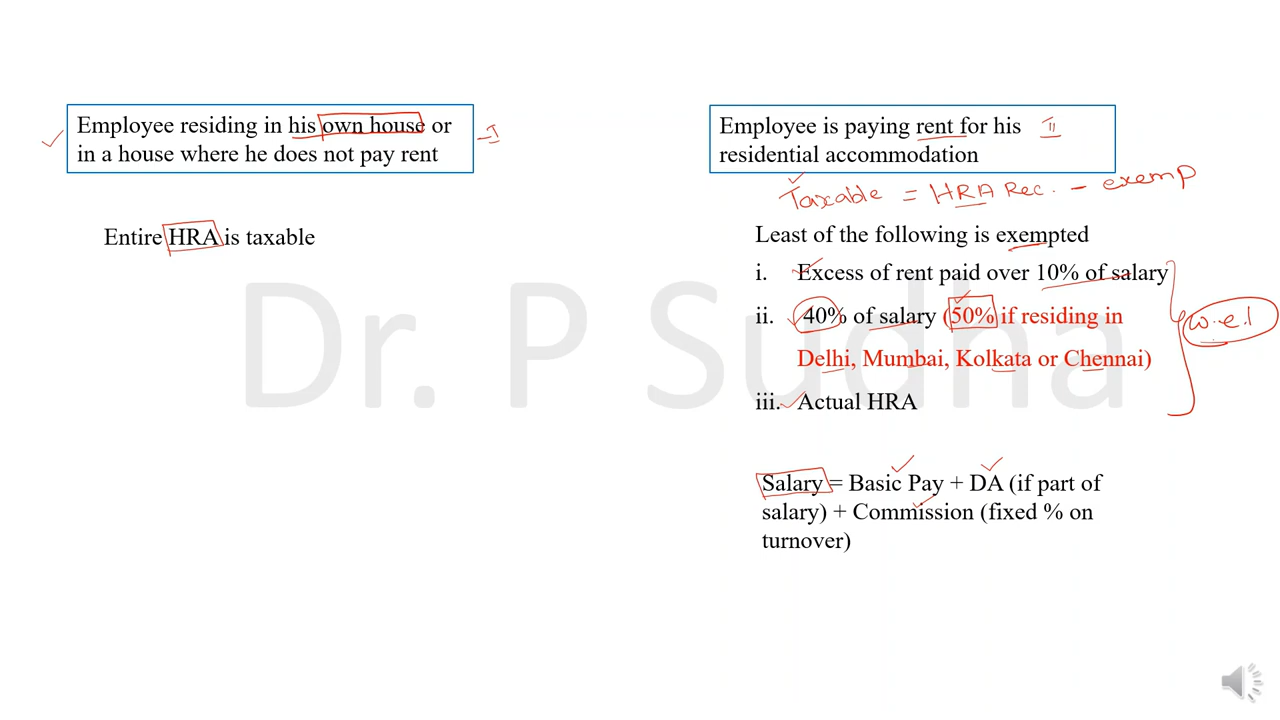 Employee residing in his own house or
in a house where he does not pay rent
- I
Entire HRA is taxable
Employee is paying rent for his
residential accommodation
II
Taxable = HRA Rec. - exemp
Least of the following is exempted
i. Excess of rent paid over 10% of salary
ii. 40% of salary (50% if residing in
Delhi, Mumbai, Kolkata or Chennai)
iii. Actual HRA
w.e.l
Salary = Basic Pay + DA (if part of
salary) + Commission (fixed % on
turnover)
Dr. P Sudha